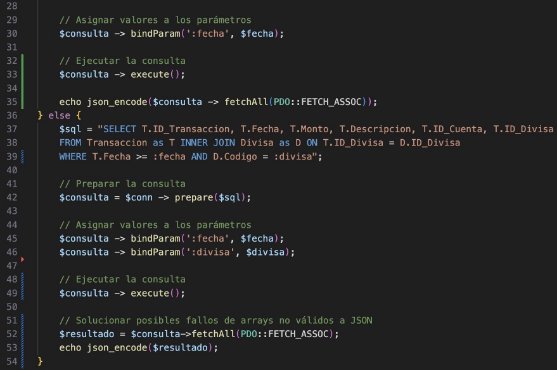 28
29 // Asignar valores a los parámetros
30 $consulta -> bindParam(':fecha', $fecha);
31
32 // Ejecutar la consulta
33 $consulta -> execute();
34
35 echo json_encode($consulta -> fetchAll(PDO::FETCH_ASSOC));
36 } else {
37 $sql = "SELECT T.ID_Transaccion, T.Fecha, T.Monto, T.Descripcion, T.ID_Cuenta, T.ID_Divisa
38 FROM Transaccion as T INNER JOIN Divisa as D ON T.ID_Divisa = D.ID_Divisa
39 WHERE T.Fecha >= :fecha AND D.Codigo = :divisa";
40
41 // Preparar la consulta
42 $consulta = $conn -> prepare($sql);
43
44 // Asignar valores a los parámetros
45 $consulta -> bindParam(':fecha', $fecha);
46 $consulta -> bindParam(':divisa', $divisa);
47
48 // Ejecutar la consulta
49 $consulta -> execute();
50
51 // Solucionar posibles fallos de arrays no válidos a JSON
52 $resultado = $consulta->fetchAll(PDO::FETCH_ASSOC);
53 echo json_encode($resultado);
54 }